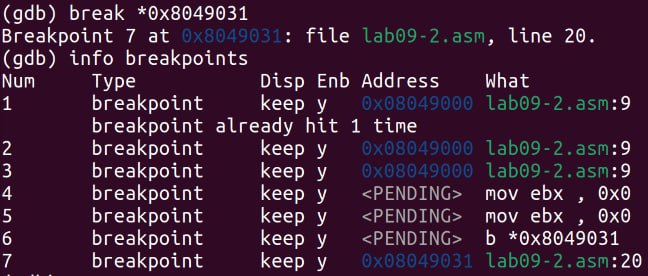 (gdb) break *0x8049031
Breakpoint 7 at 0x8049031: file lab09-2.asm, line 20.
(gdb) info breakpoints
Num Type Disp Enb Address What
1 breakpoint keep y 0x08049000 lab09-2.asm:9
breakpoint already hit 1 time
2 breakpoint keep y 0x08049000 lab09-2.asm:9
3 breakpoint keep y 0x08049000 lab09-2.asm:9
4 breakpoint keep y <PENDING> mov ebx , 0x0
5 breakpoint keep y <PENDING> mov ebx , 0x0
6 breakpoint keep y <PENDING> b *0x8049031
7 breakpoint keep y 0x08049031 lab09-2.asm:20